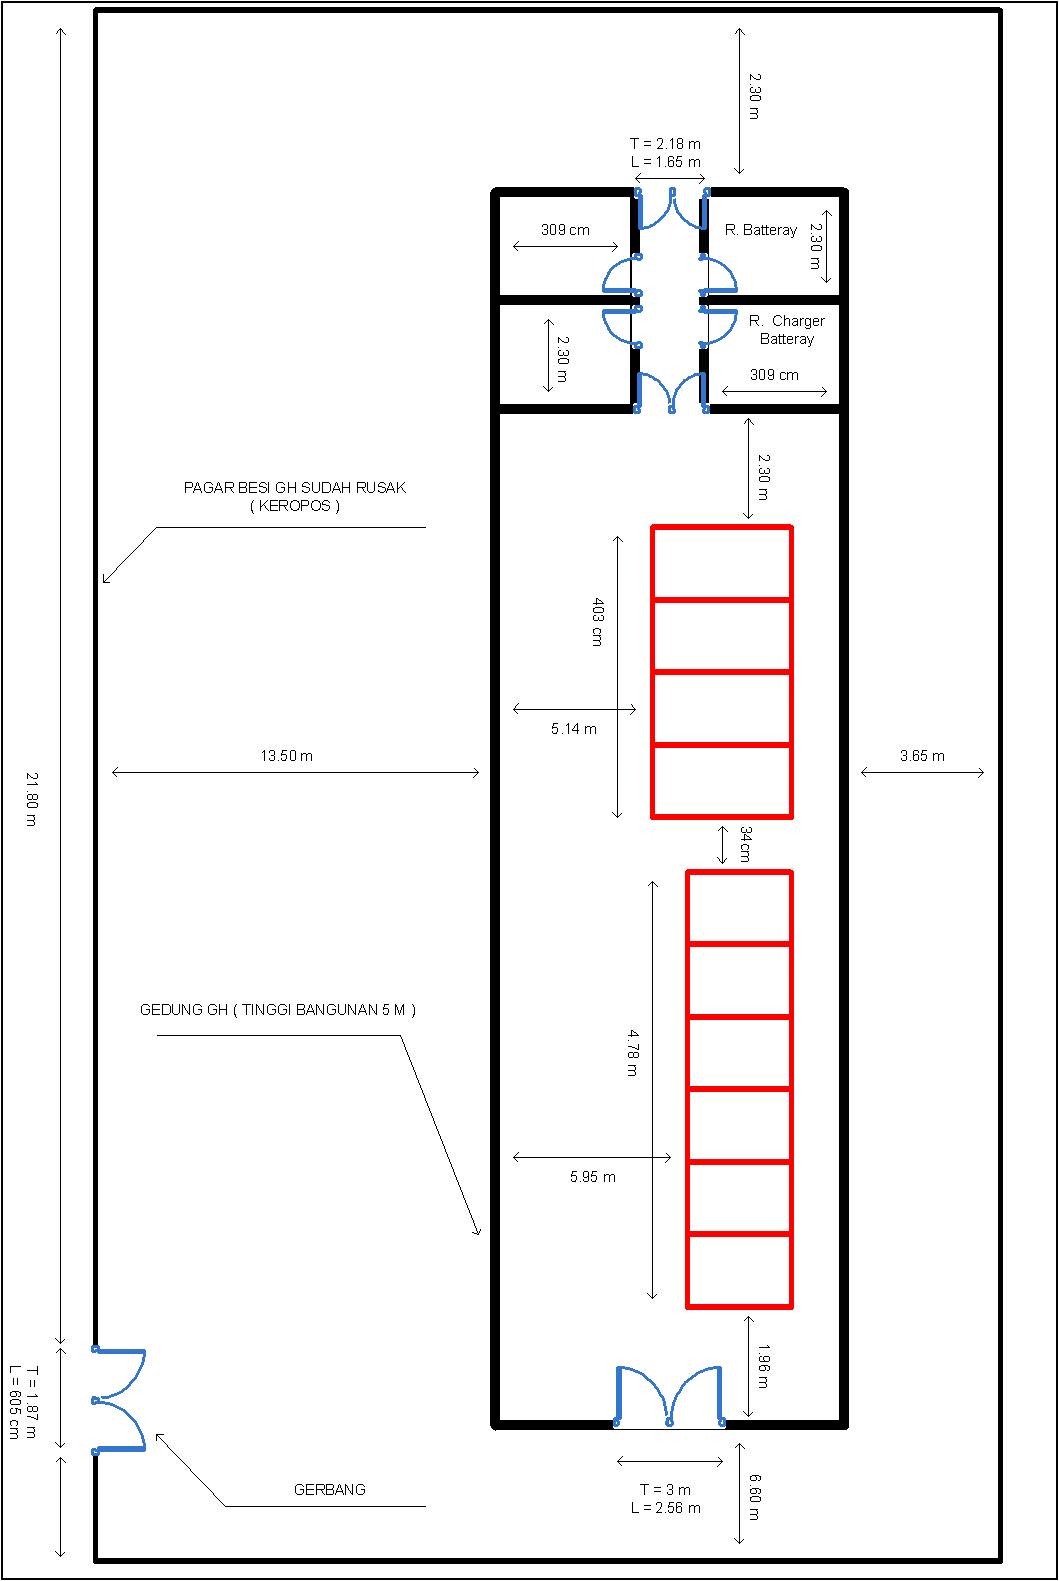 2.30 m
T = 2.18 m
L = 1.65 m
309 cm
R. Batteray
2.30 m
2.30 m
R. Charger
Batteray
309 cm
2.30 m
PAGAR BESI GH SUDAH RUSAK
( KEROPOS )
403 cm
5.14 m
13.50 m
3.65 m
21.80 m
34cm
GEDUNG GH ( TINGGI BANGUNAN 5 M )
4.78 m
5.95 m
1.96 m
T = 1.87 m
L = 605 cm
GERBANG
T = 3 m
L = 2.56 m
6.60 m